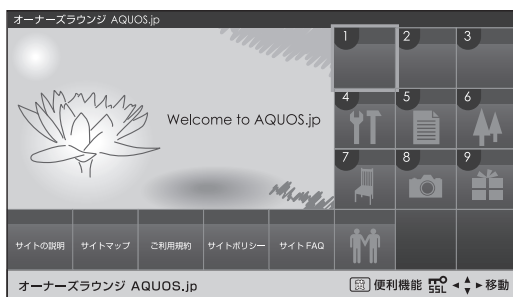 オーナーズラウンジ AQUOS.jp
1 2 3
Welcome to AQUOS.jp
4 5 6
7 8 9
サイトの説明 サイトマップ ご利用規約 サイトポリシー サイト FAQ
オーナーズラウンジ AQUOS.jp 便利機能 SSL 移動